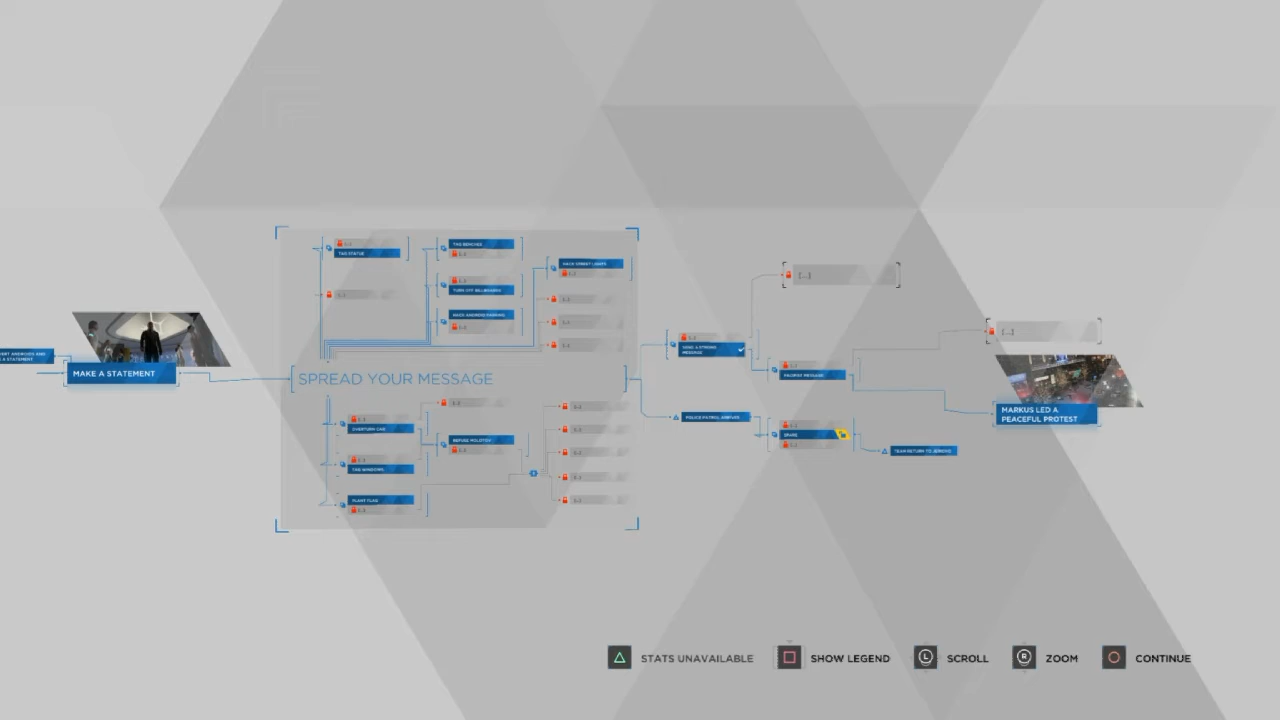 TAG STATUE
TAG BENCHES
TURN OFF BILLBOARDS
HACK ANDROID PARKING
HACK STREET LIGHTS
[...]
SEND A STRONG
MESSAGE
PACIFIST MESSAGE
[...]
MAKE A STATEMENT
SPREAD YOUR MESSAGE
MARKUS LED A
PEACEFUL PROTEST
POLICE PATROL ARRIVES
OVERTURN CAR
REFUSE MOLOTOV
SPARE
TEAM RETURN TO JERICHO
TAG WINDOWS
PLANT FLAG
STATS UNAVAILABLE
SHOW LEGEND
L
SCROLL
R
ZOOM
CONTINUE